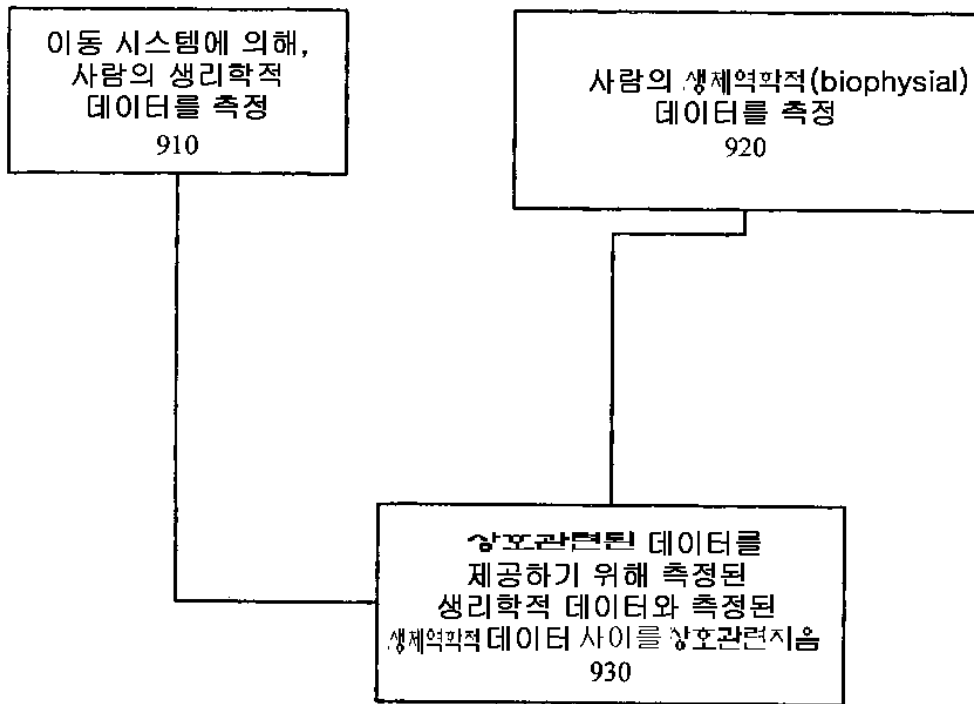 이동 시스템에 의해,
사람의 생리학적
데이터를 측정
910
사람의 생체역학적(biophysial)
데이터를 측정
920
상호관련된 데이터를
제공하기 위해 측정된
생리학적 데이터와 측정된
생체역학적 데이터 사이를 상호관련지음
930